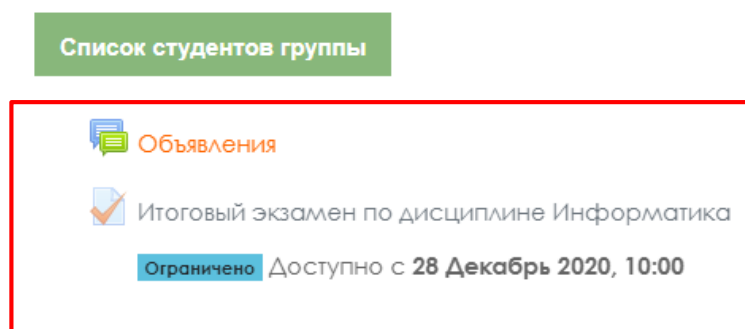 Список студентов группы
Объявления
Итоговый экзамен по дисциплине Информатика
Ограничено Доступно с 28 Декабрь 2020, 10:00